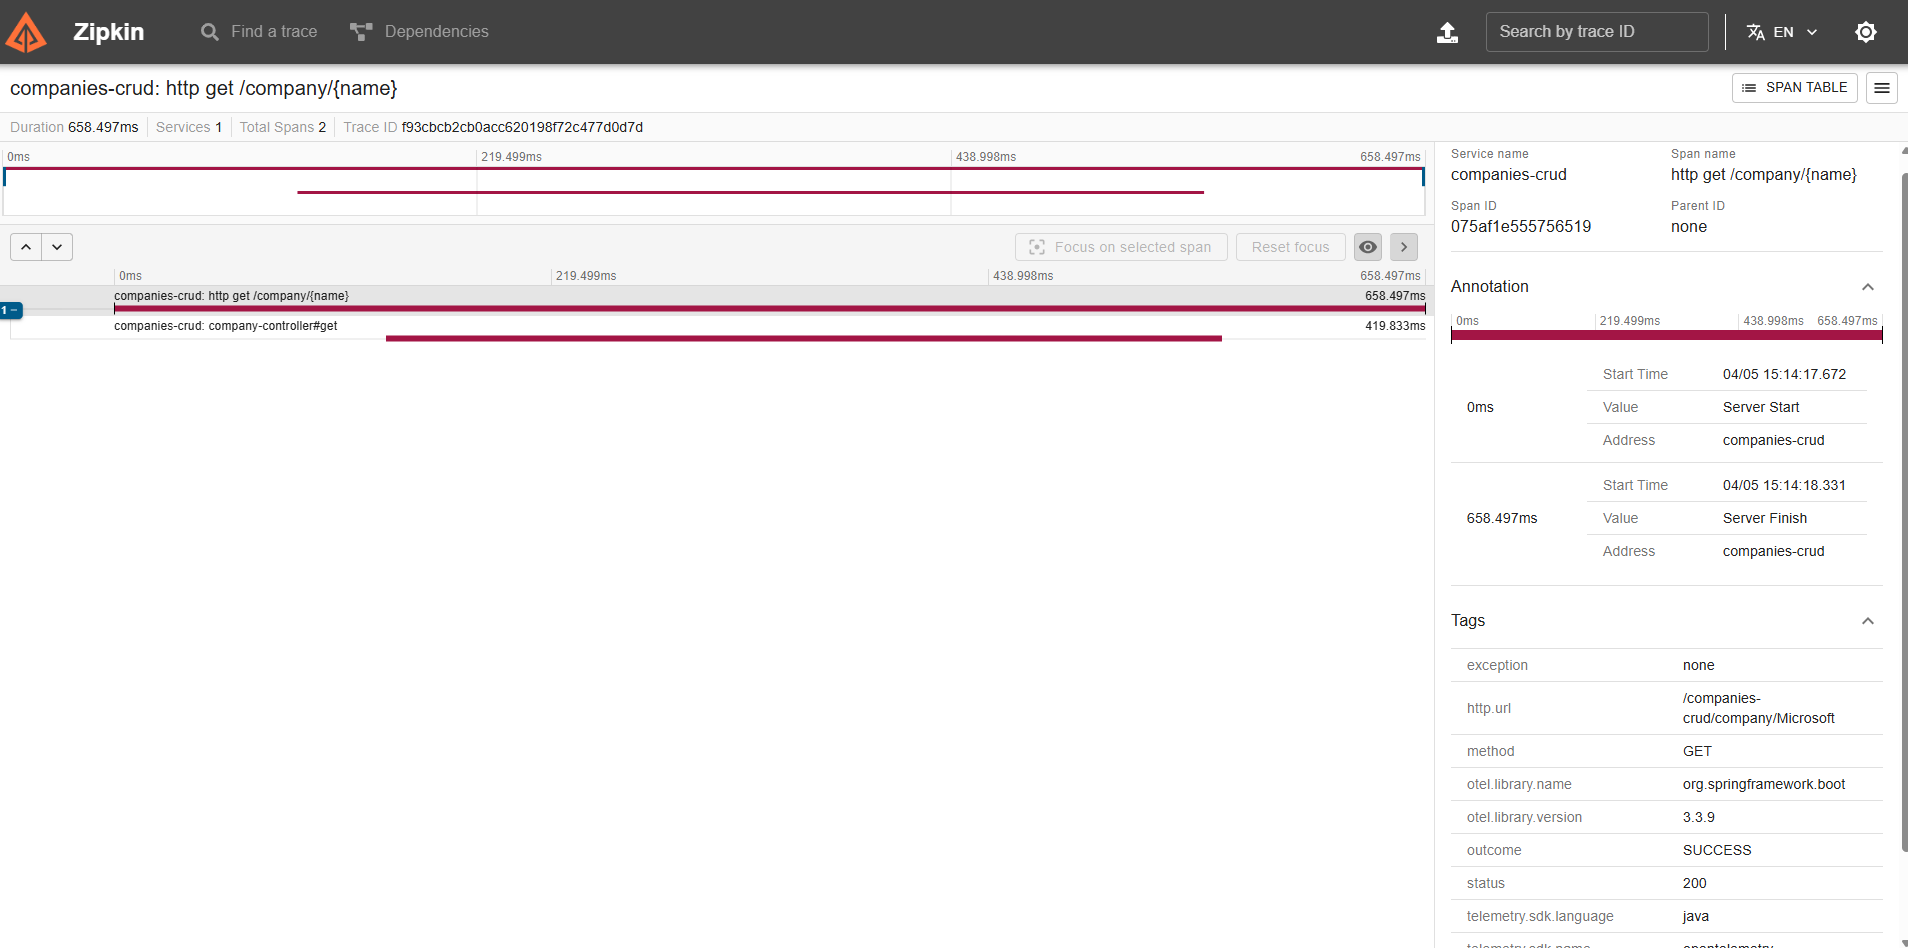 Zipkin
Find a trace
Dependencies
Search by trace ID
EN
companies-crud: http get /company/{name}
SPAN TABLE
Duration 658.497ms
Services 1
Total Spans 2
Trace ID f93cbcb2cb0acc620198f72c477d0d7d
0ms 219.499ms 438.998ms 658.497ms
Focus on selected span
Reset focus
0ms 219.499ms 438.998ms 658.497ms
1 −
companies-crud: http get /company/{name} 658.497ms
companies-crud: company-controller#get 419.833ms
Service name Span name
companies-crud http get /company/{name}
Span ID Parent ID
075af1e555756519 none
Annotation
0ms 219.499ms 438.998ms 658.497ms
Start Time 04/05 15:14:17.672
0ms Value Server Start
Address companies-crud
Start Time 04/05 15:14:18.331
658.497ms Value Server Finish
Address companies-crud
Tags
exception none
http.url /companies-
crud/company/Microsoft
method GET
otel.library.name org.springframework.boot
otel.library.version 3.3.9
outcome SUCCESS
status 200
telemetry.sdk.language java
telemetry.sdk.name opentelemetry